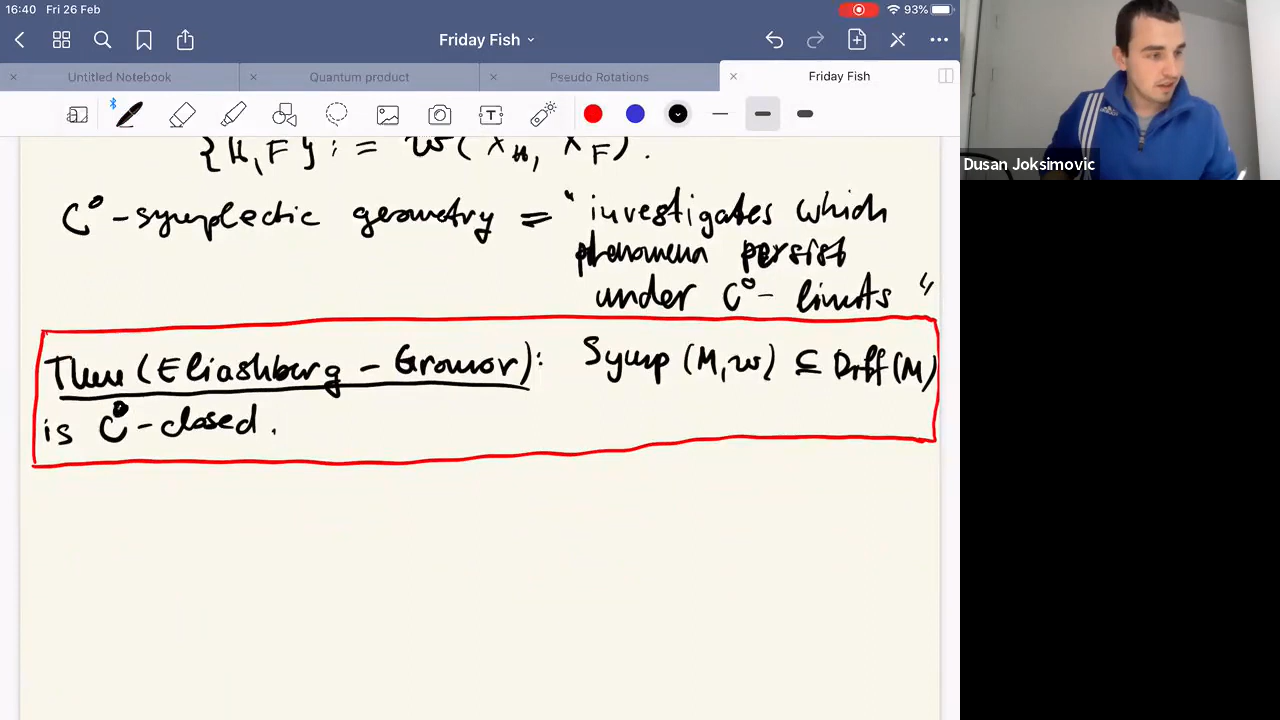 16:40 Fri 26 Feb
93%
Friday Fish
Untitled Notebook
Quantum product
Pseudo Rotations
Friday Fish
Dusan Joksimovic
{H, F} := ω(X_H, X_F).
C⁰-symplectic geometry = "investigates which
phenomena persist
under C⁰-limits"
Thm (Eliashberg - Gromov): Symp (M,ω) ⊆ Diff (M)
is C⁰-closed.